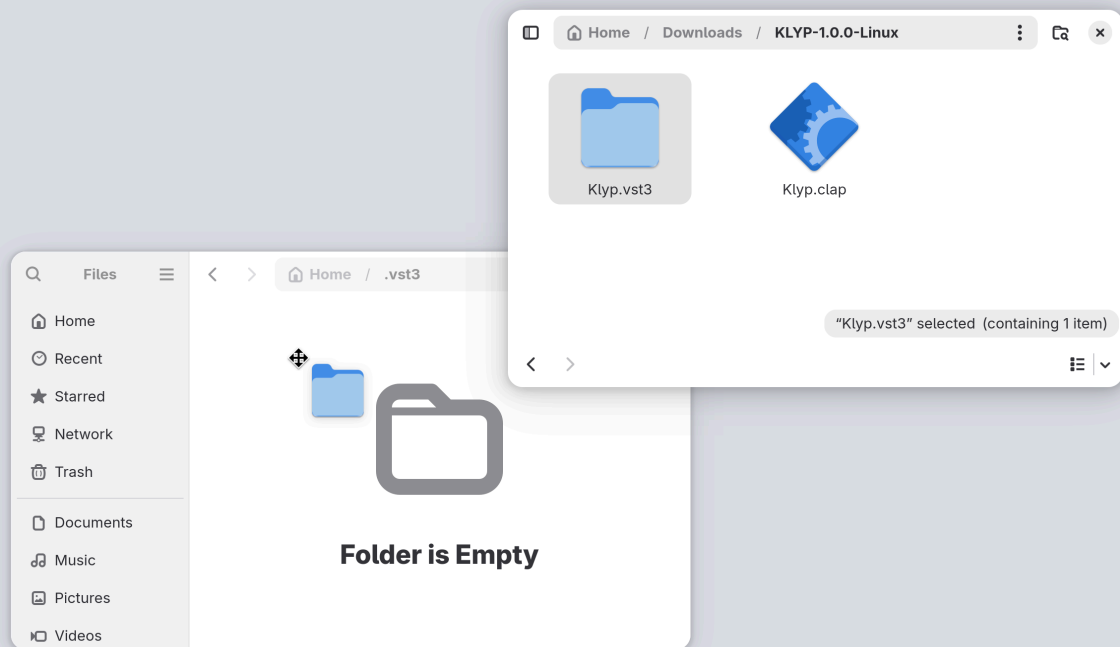 Home / Downloads / KLYP-1.0.0-Linux
Klyp.vst3
Klyp.clap
“Klyp.vst3” selected (containing 1 item)
Files
Home / .vst3
Home
Recent
Starred
Network
Trash
Documents
Music
Pictures
Videos
Folder is Empty